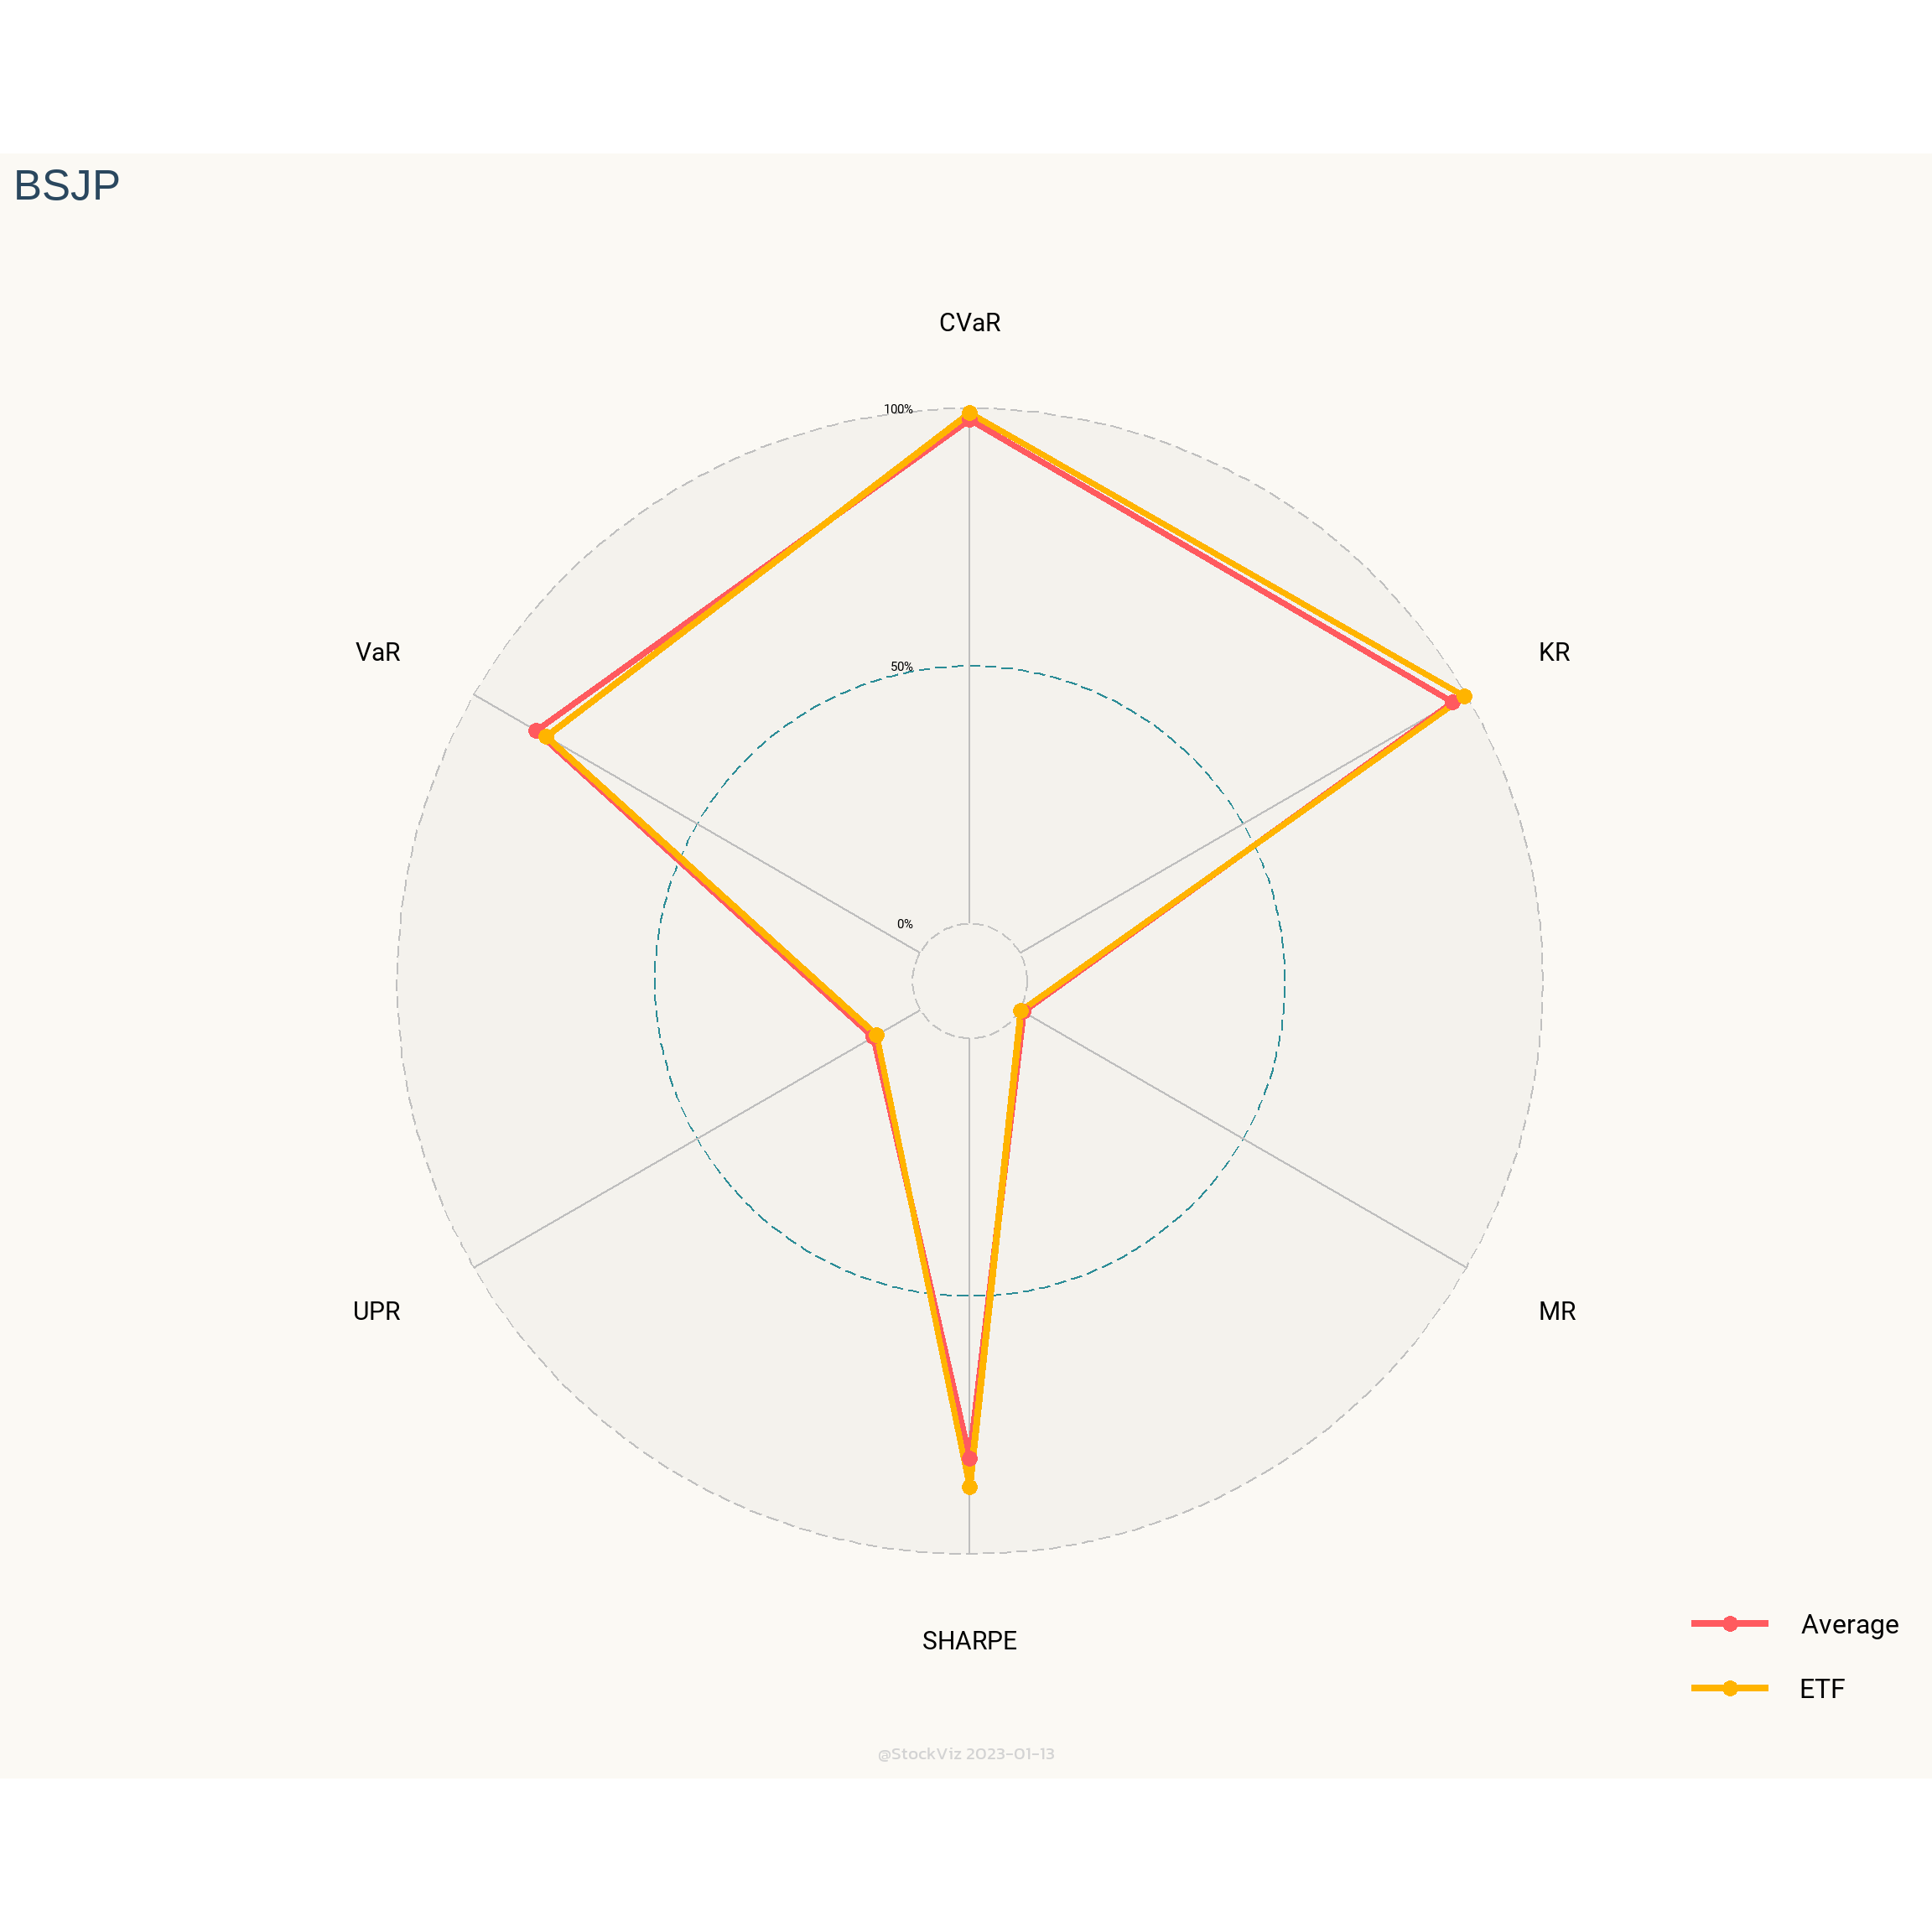 BSJP
CVaR
100%
VaR
KR
50%
0%
UPR
MR
SHARPE
Average
ETF
@StockViz 2023-01-13